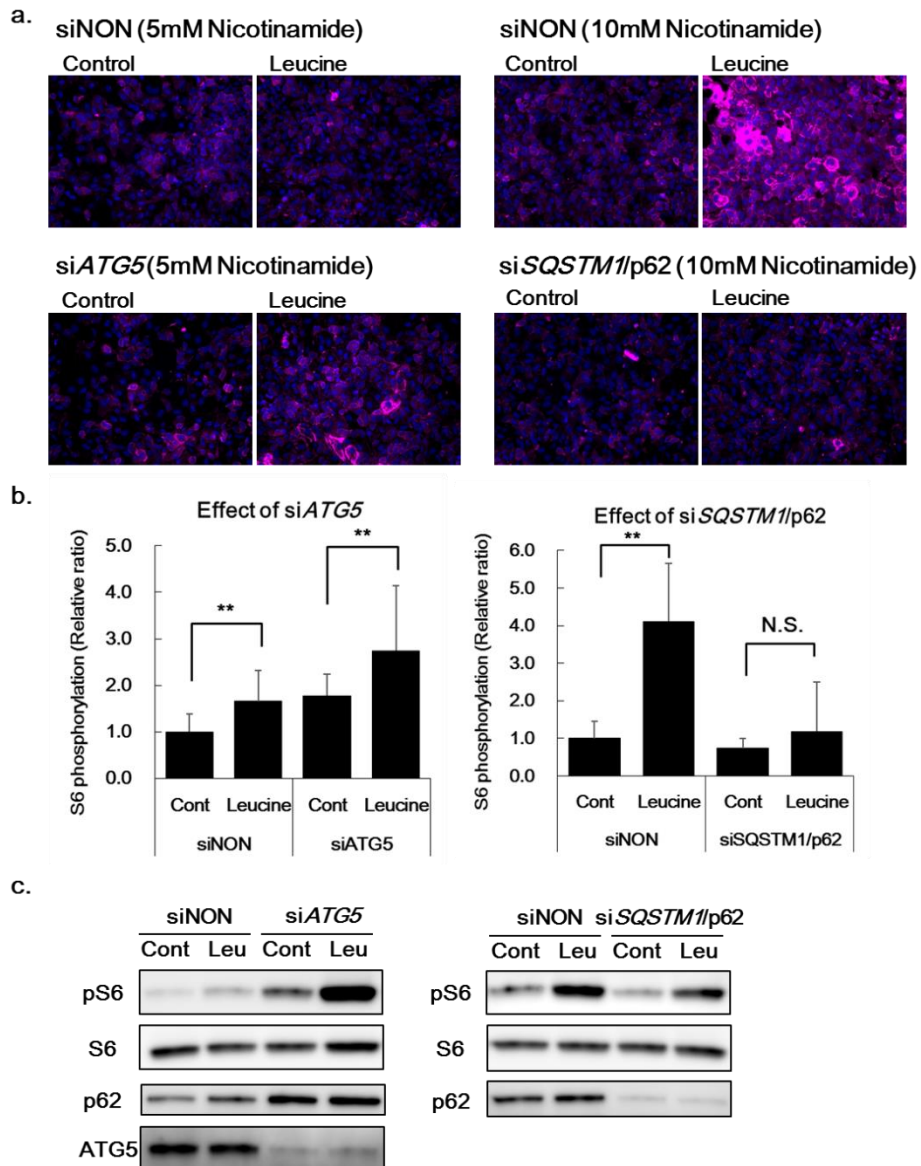 a.
siNON (5mM Nicotinamide)
Control Leucine
siNON (10mM Nicotinamide)
Control Leucine
siATG5 (5mM Nicotinamide)
Control Leucine
siSQSTM1/p62 (10mM Nicotinamide)
Control Leucine
b.
Effect of siATG5
S6 phosphorylation (Relative ratio)
5.0
4.0
3.0
2.0
1.0
0.0
**
**
Cont Leucine Cont Leucine
siNON siATG5
Effect of siSQSTM1/p62
S6 phosphorylation (Relative ratio)
6.0
5.0
4.0
3.0
2.0
1.0
0.0
**
N.S.
Cont Leucine Cont Leucine
siNON siSQSTM1/p62
c.
siNON siATG5
Cont Leu Cont Leu
pS6
S6
p62
ATG5
siNON siSQSTM1/p62
Cont Leu Cont Leu
pS6
S6
p62